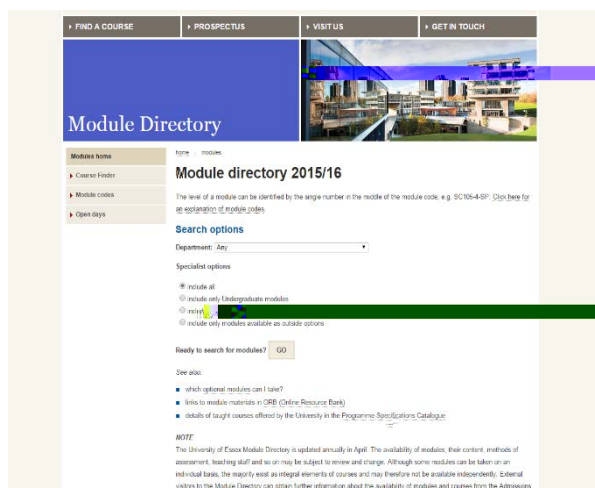 FIND A COURSE
PROSPECTUS
VISIT US
GET IN TOUCH
Module Directory
Modules home
Course Finder
Module codes
Open days
home modules
Module directory 2015/16
The level of a module can be identified by the single number in the middle of the module code, e.g. SC105-4-SP. Click here for
an explanation of module codes.
Search options
Department: Any
Specialist options
include all
include only Undergraduate modules
include only modules available as outside options
Ready to search for modules? GO
See also:
which optional modules can I take?
links to module materials in ORB (Online Resource Bank)
details of taught courses offered by the University in the Programme Specifications Catalogue
NOTE
The University of Essex Module Directory is updated annually in April. The availability of modules, their content, methods of
assessment, teaching staff and so on may be subject to review and change. Although some modules can be taken on an
individual basis, the majority exist as integral elements of courses and may therefore not be available independently. External
visitors to the Module Directory can obtain further information about the availability of modules and courses from the Admissions